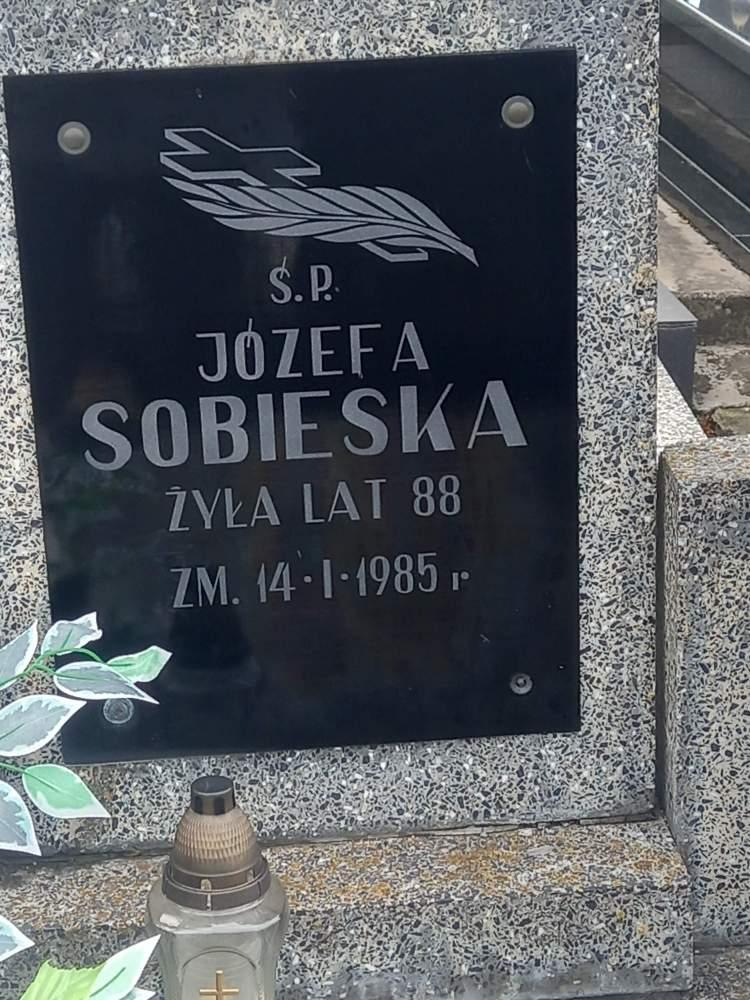 Ś.P.
JÓZEFA
SOBIESKA
ŻYŁA LAT 88
ZM. 14·I·1985 r.